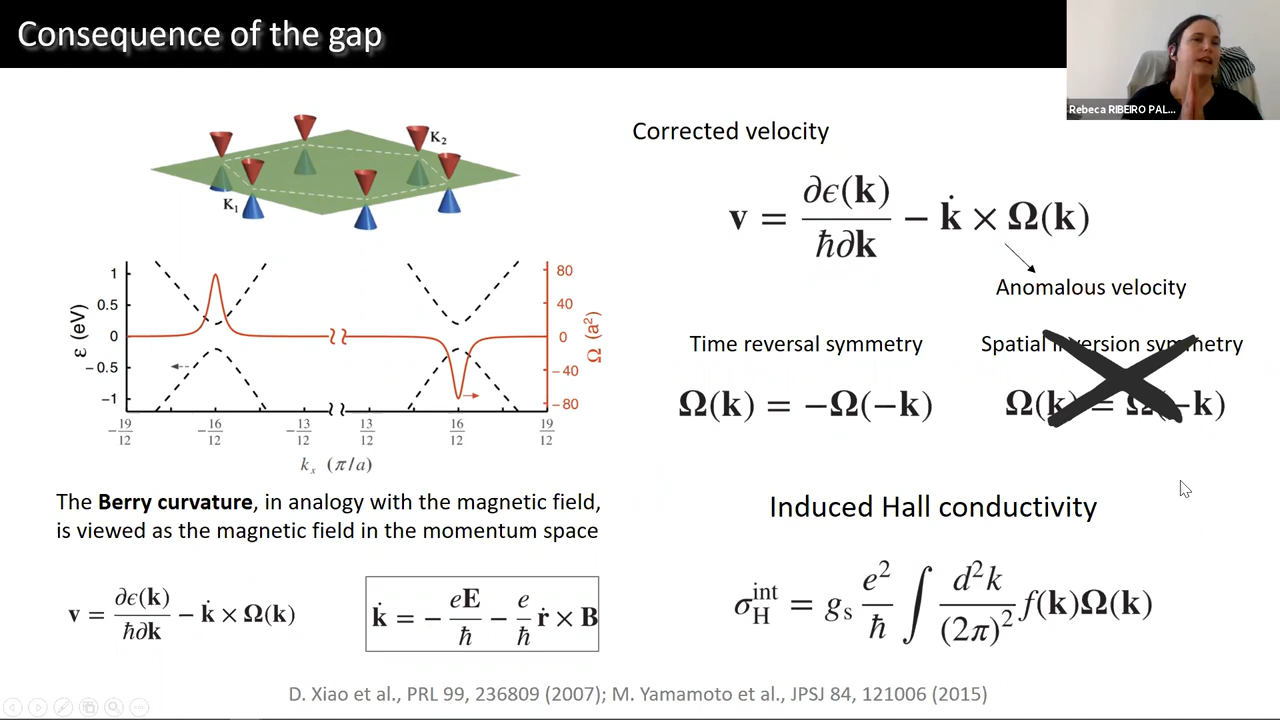 Consequence of the gap
Rebeca RIBEIRO PAL...
K₂
K₁
ε (eV)
1
0.5
0
−0.5
−1
80
40
0
−40
−80
Ω (a²)
−19/12 −16/12 −13/12 13/12 16/12 19/12
kₓ (π/a)
The Berry curvature, in analogy with the magnetic field,
is viewed as the magnetic field in the momentum space
v = ∂ϵ(k)/ħ∂k − k̇ × Ω(k)
k̇ = − eE/ħ − e/ħ ṙ × B
Corrected velocity
v = ∂ϵ(k)/ħ∂k − k̇ × Ω(k)
Anomalous velocity
Time reversal symmetry
Ω(k) = −Ω(−k)
Spatial inversion symmetry
Ω(k) = Ω(−k)
Induced Hall conductivity
σ_H^int = g_s e²/ħ ∫ d²k/(2π)² f(k)Ω(k)
D. Xiao et al., PRL 99, 236809 (2007); M. Yamamoto et al., JPSJ 84, 121006 (2015)